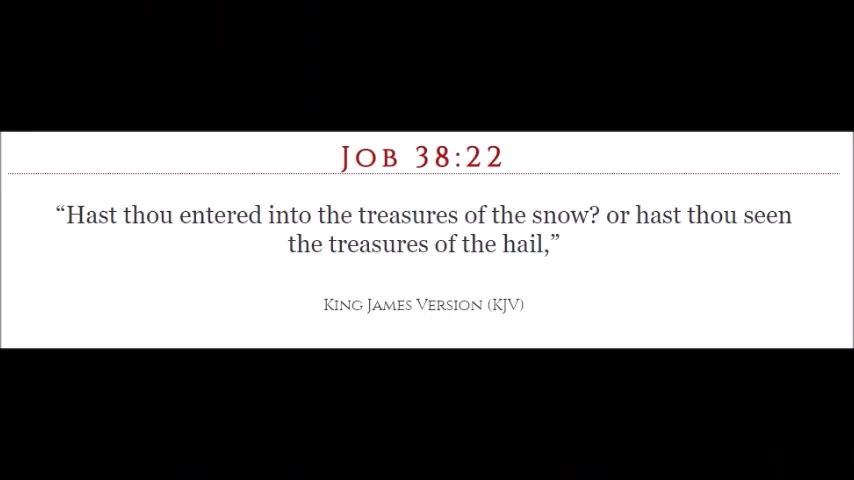 Job 38:22
“Hast thou entered into the treasures of the snow? or hast thou seen
the treasures of the hail,”
King James Version (KJV)